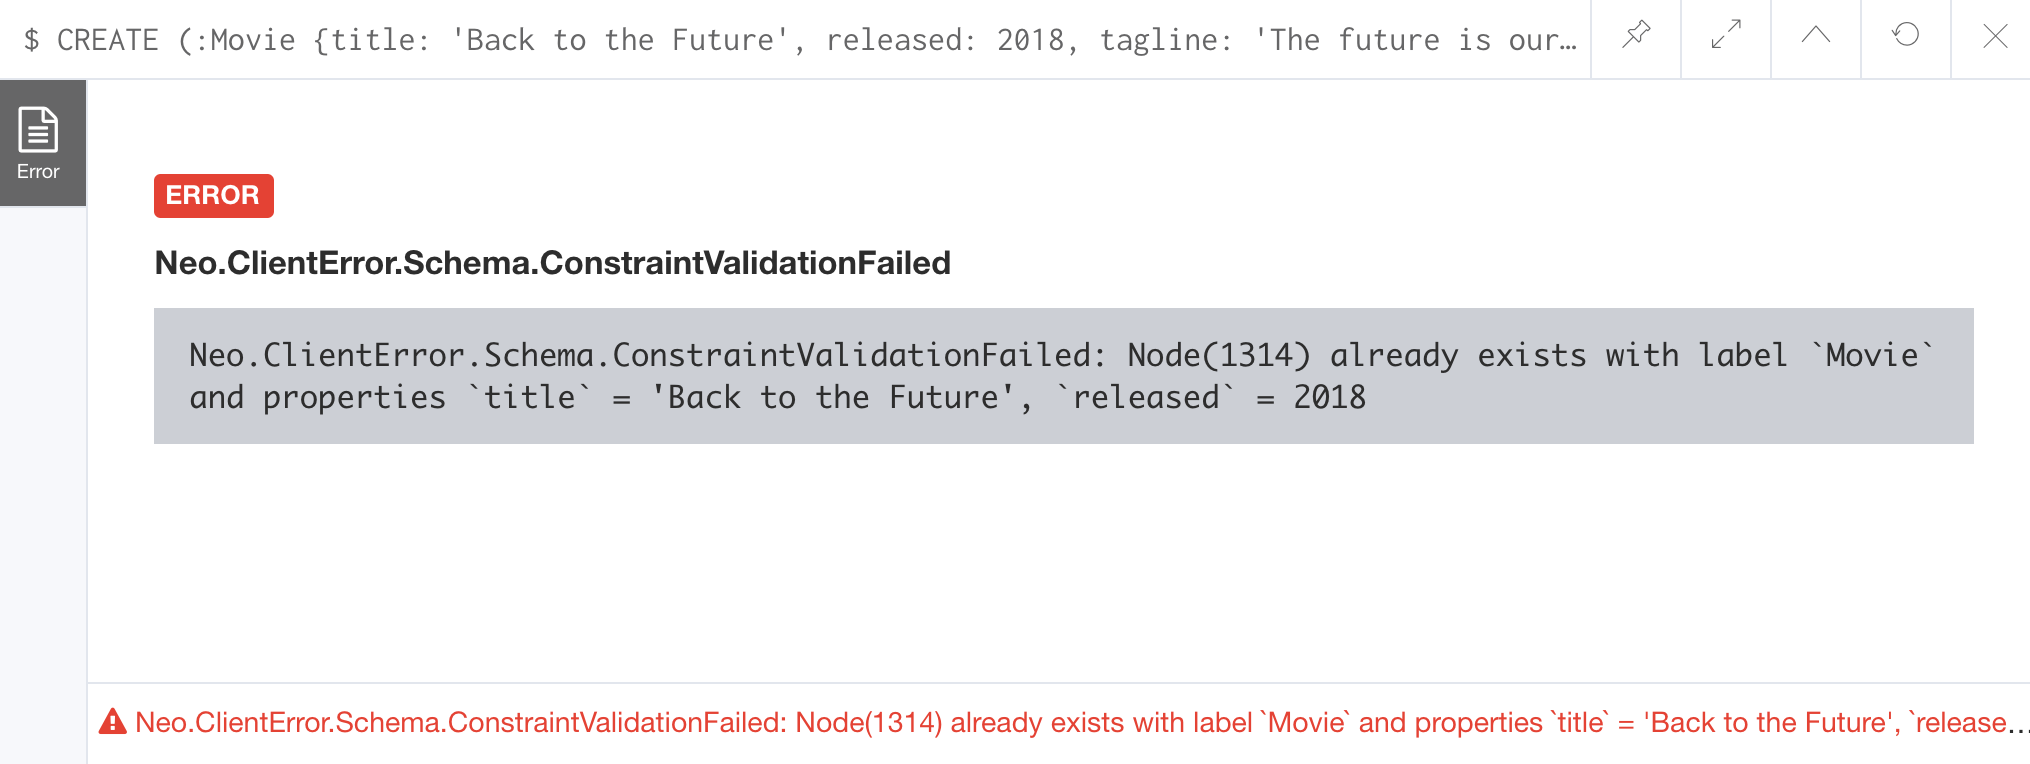 $ CREATE (:Movie {title: 'Back to the Future', released: 2018, tagline: 'The future is our…
Error
ERROR
Neo.ClientError.Schema.ConstraintValidationFailed
Neo.ClientError.Schema.ConstraintValidationFailed: Node(1314) already exists with label `Movie`
and properties `title` = 'Back to the Future', `released` = 2018
Neo.ClientError.Schema.ConstraintValidationFailed: Node(1314) already exists with label `Movie` and properties `title` = 'Back to the Future', `release…